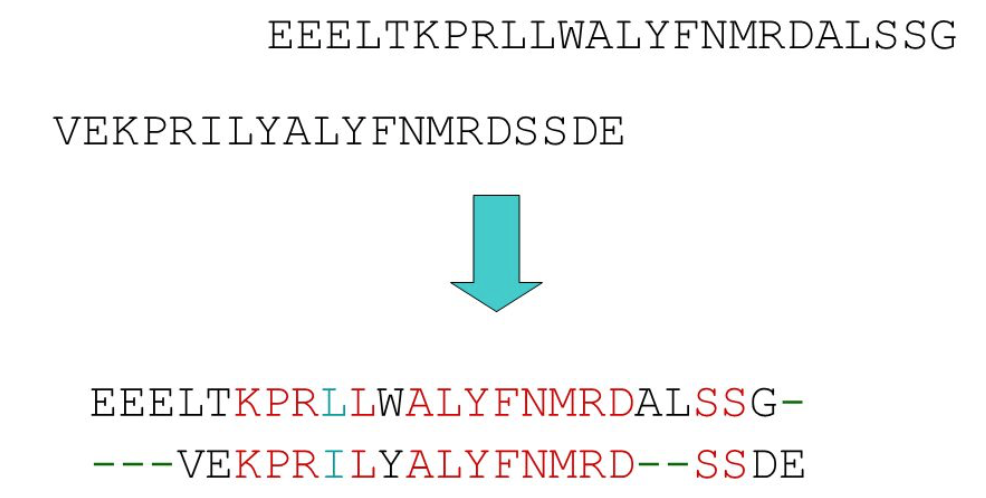 EEELTKPRLLWALYFNMRDALSSG
VEKPRILYALYFNMRDSSDE
EEELTKPRLLWALYFNMRDALSSG-
---VEKPRILYALYFNMRD--SSDE